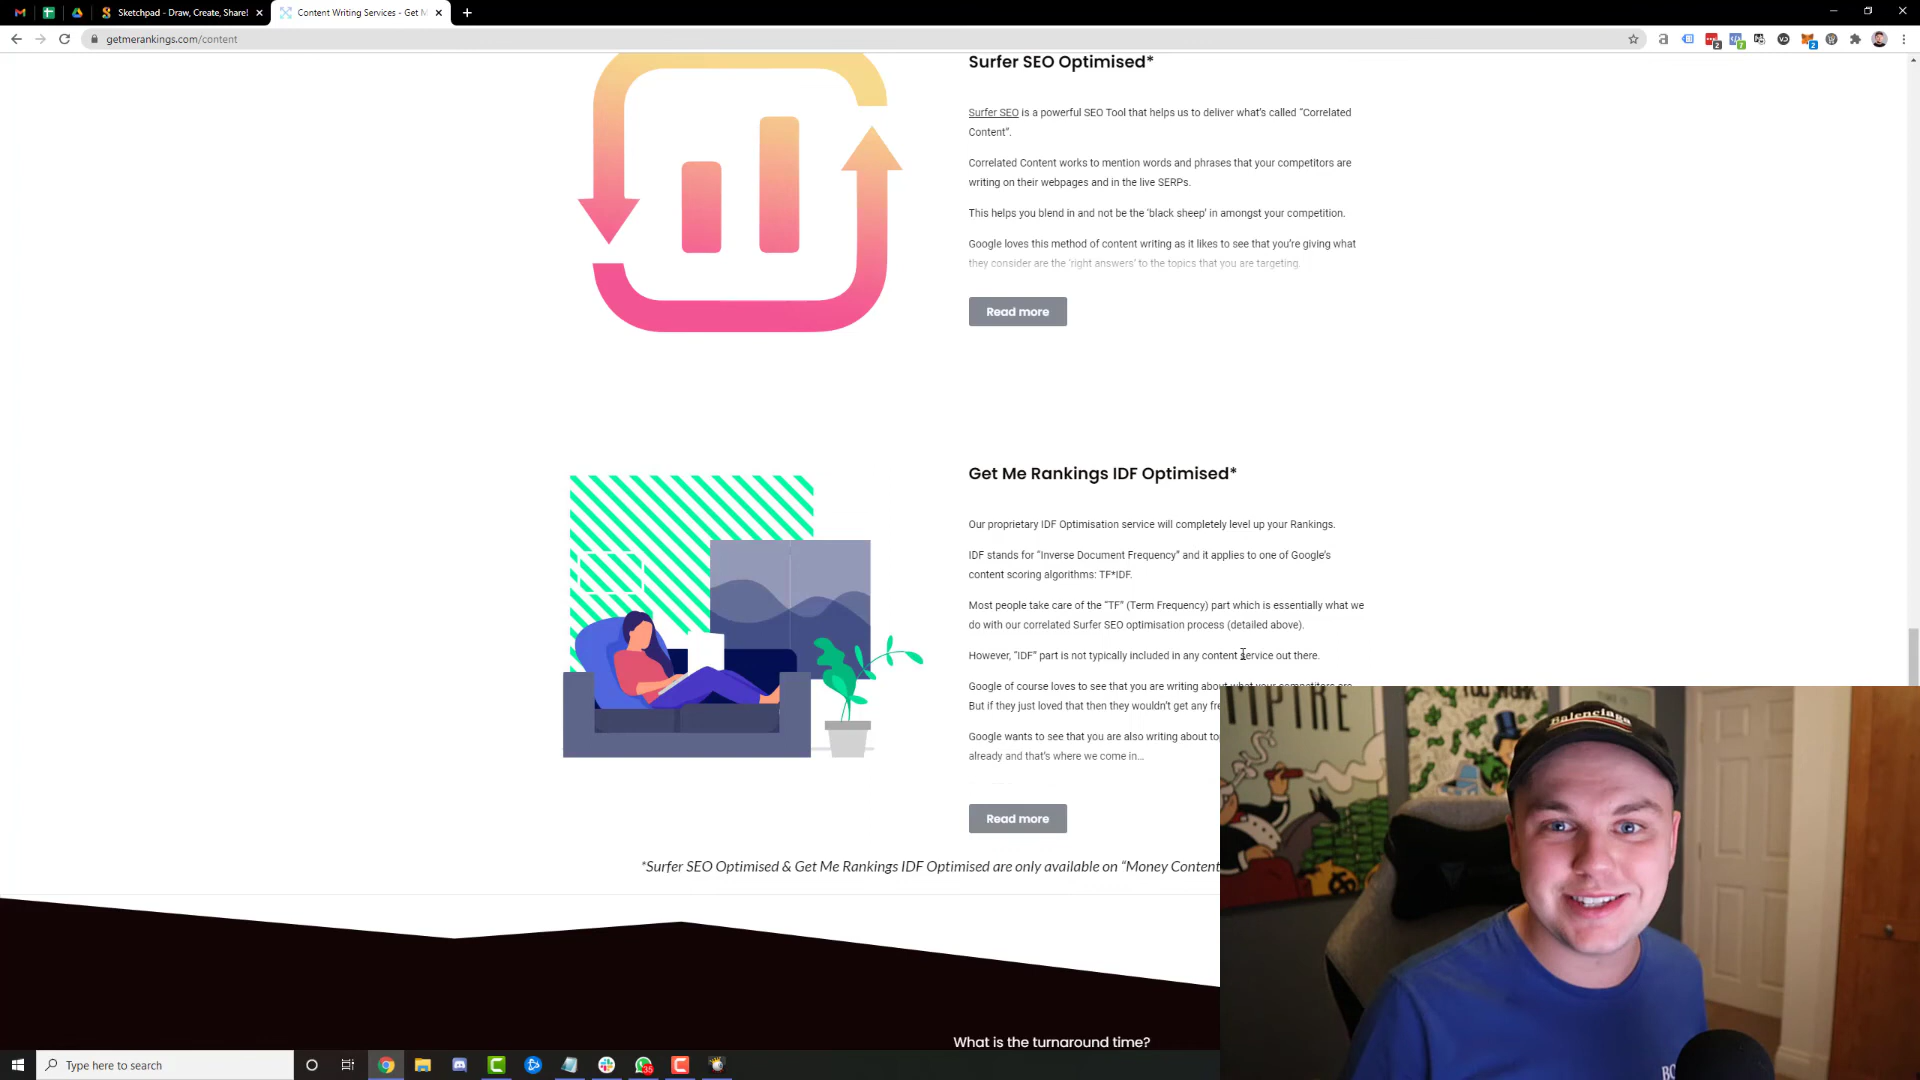 Sketchpad - Draw, Create, Share!
Content Writing Services - Get M
getmerankings.com/content
2
7
2
Surfer SEO Optimised*
Surfer SEO is a powerful SEO Tool that helps us to deliver what's called “Correlated
Content”.
Correlated Content works to mention words and phrases that your competitors are
writing on their webpages and in the live SERPs.
This helps you blend in and not be the ‘black sheep’ in amongst your competition.
Google loves this method of content writing as it likes to see that you're giving what
they consider are the ‘right answers’ to the topics that you are targeting.
Read more
Get Me Rankings IDF Optimised*
Our proprietary IDF Optimisation service will completely level up your Rankings.
IDF stands for “Inverse Document Frequency” and it applies to one of Google's
content scoring algorithms: TF*IDF.
Most people take care of the “TF” (Term Frequency) part which is essentially what we
do with our correlated Surfer SEO optimisation process (detailed above).
However, “IDF” part is not typically included in any content service out there.
Google of course loves to see that you are writing about what your competitors are.
But if they just loved that then they wouldn't get any
Google wants to see that you are also writing about
already and that's where we come in...
Read more
*Surfer SEO Optimised & Get Me Rankings IDF Optimised are only available on “Money Content
What is the turnaround time?
MPIRE
Balenciaga
BO
Type here to search
35